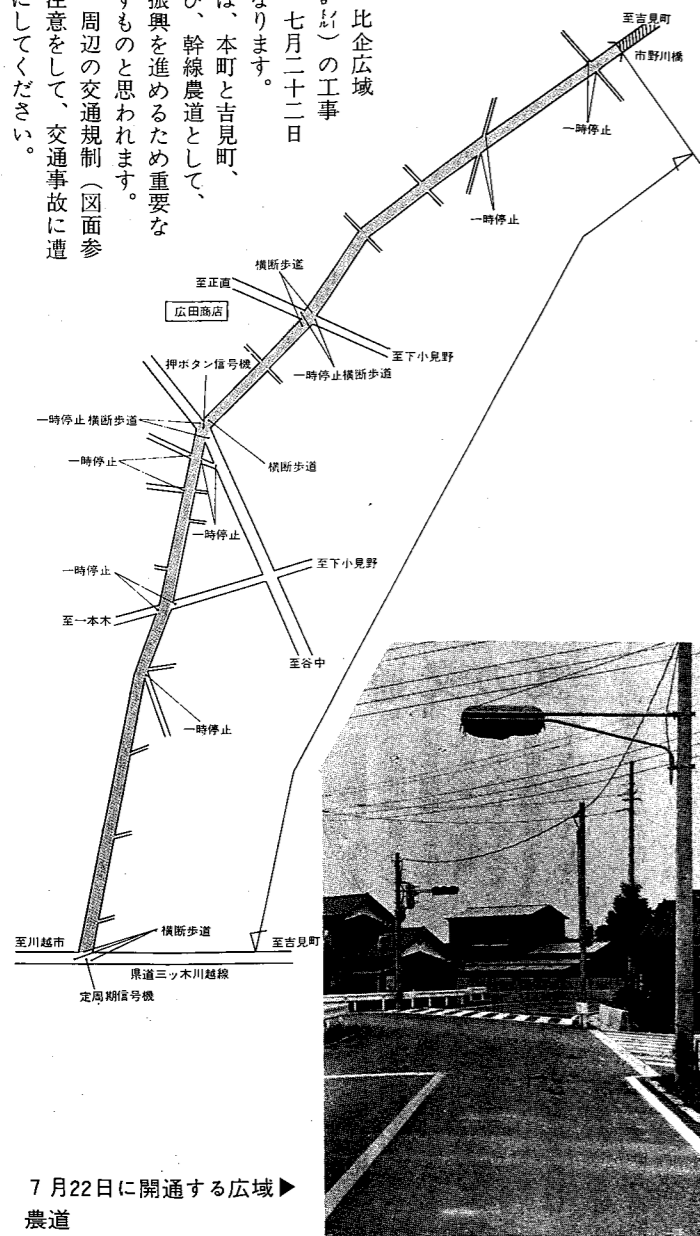 比企広域
の工事
なります。
七月二十二日
は、本町と吉見町、
び、幹線農道として、
振興を進めるため重要な
すものと思われます。
周辺の交通規制(図面参
注意をして、交通事故に遭
にしてください。
至吉見町
市野川橋
一時停止
一時停止
横断歩道
至正直
広田商店
至下小見野
一時停止横断歩道
押ボタン信号機
一時停止横断歩道
横断歩道
一時停止
一時停止
至下小見野
一時停止
至一本木
至谷中
一時停止
至川越市
横断歩道
至吉見町
県道三ッ木川越線
定周期信号機
7月22日に開通する広域▶
農道